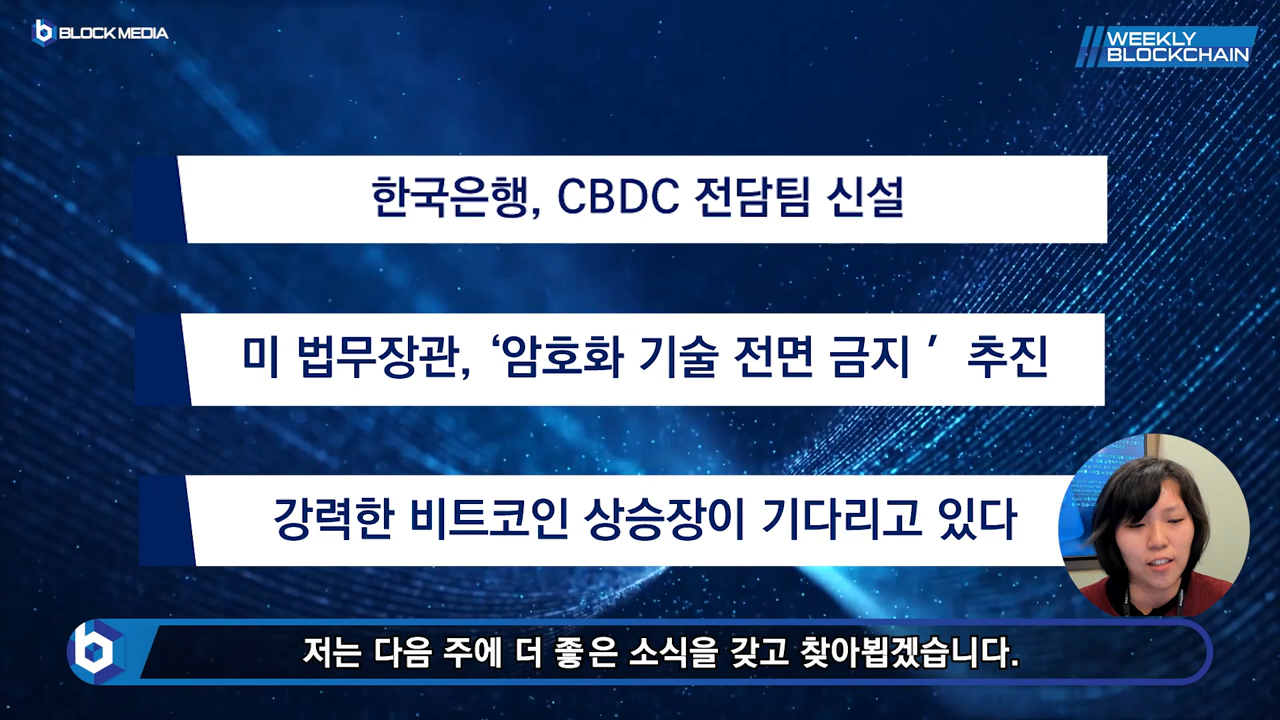 BLOCK MEDIA
WEEKLY
BLOCKCHAIN
한국은행, CBDC 전담팀 신설
미 법무장관, ‘암호화 기술 전면 금지 ′ 추진
강력한 비트코인 상승장이 기다리고 있다
저는 다음 주에 더 좋은 소식을 갖고 찾아뵙겠습니다.